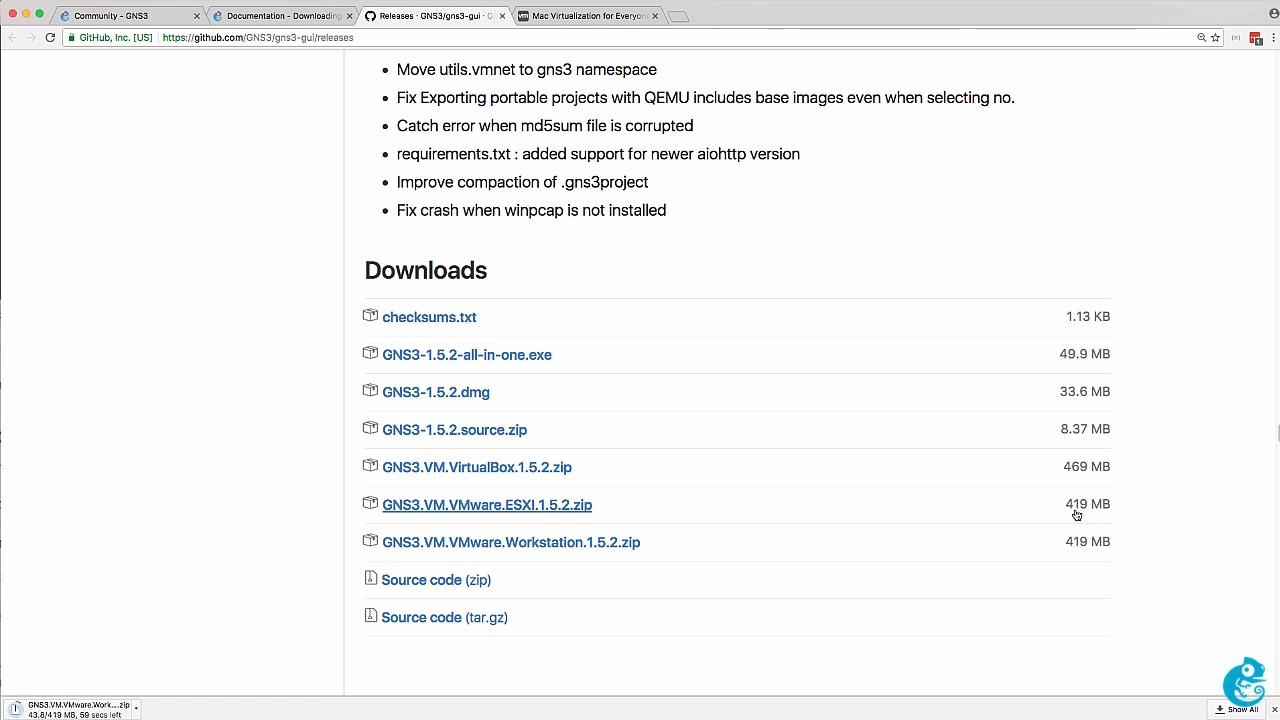 Community - GNS3
Documentation - Downloading
Releases · GNS3/gns3-gui · G
Mac Virtualization for Everyon
GitHub, Inc. [US]
https://github.com/GNS3/gns3-gui/releases
Move utils.vmnet to gns3 namespace
Fix Exporting portable projects with QEMU includes base images even when selecting no.
Catch error when md5sum file is corrupted
requirements.txt : added support for newer aiohttp version
Improve compaction of .gns3project
Fix crash when winpcap is not installed
Downloads
checksums.txt 1.13 KB
GNS3-1.5.2-all-in-one.exe 49.9 MB
GNS3-1.5.2.dmg 33.6 MB
GNS3-1.5.2.source.zip 8.37 MB
GNS3.VM.VirtualBox.1.5.2.zip 469 MB
GNS3.VM.VMware.ESXI.1.5.2.zip 419 MB
GNS3.VM.VMware.Workstation.1.5.2.zip 419 MB
Source code (zip)
Source code (tar.gz)
GNS3.VM.VMware.Work....zip
43.8/419 MB, 59 secs left
Show All